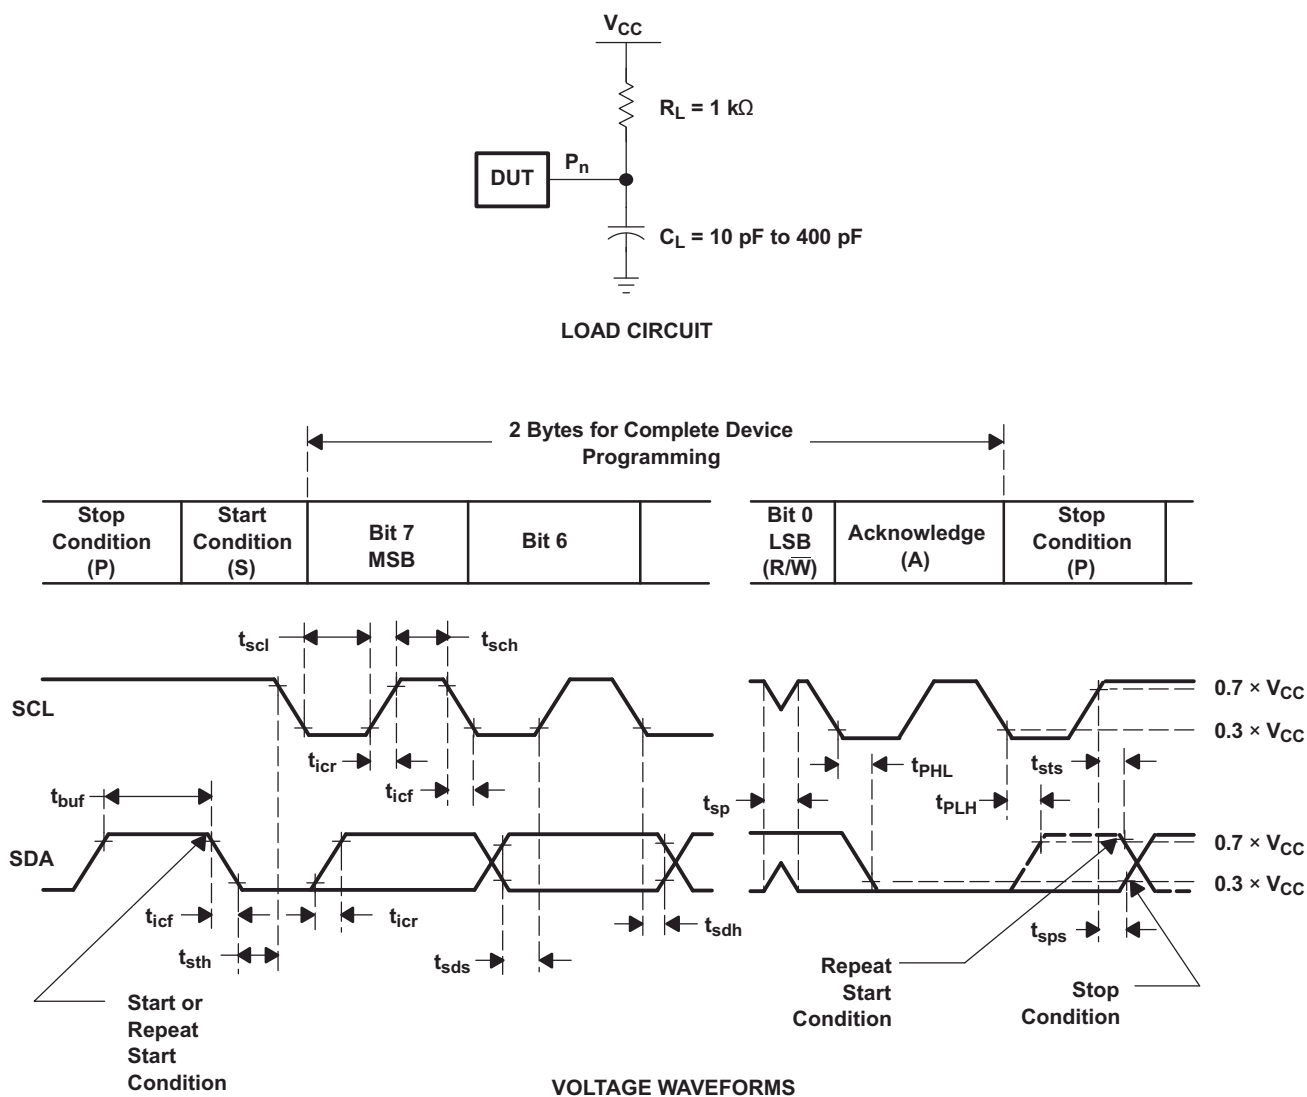 VCC
RL = 1 kΩ
DUT
Pn
CL = 10 pF to 400 pF
LOAD CIRCUIT
2 Bytes for Complete Device
Programming
Stop
Condition
(P)
Start
Condition
(S)
Bit 7
MSB
Bit 6
Bit 0
LSB
(R/W̅)
Acknowledge
(A)
Stop
Condition
(P)
tscl
tsch
SCL
0.7 × VCC
0.3 × VCC
ticr
ticf
tPHL
tsts
tbuf
tsp
tPLH
SDA
0.7 × VCC
0.3 × VCC
ticf
ticr
tsdh
tsps
tsth
tsds
Start or
Repeat
Start
Condition
Repeat
Start
Condition
Stop
Condition
VOLTAGE WAVEFORMS